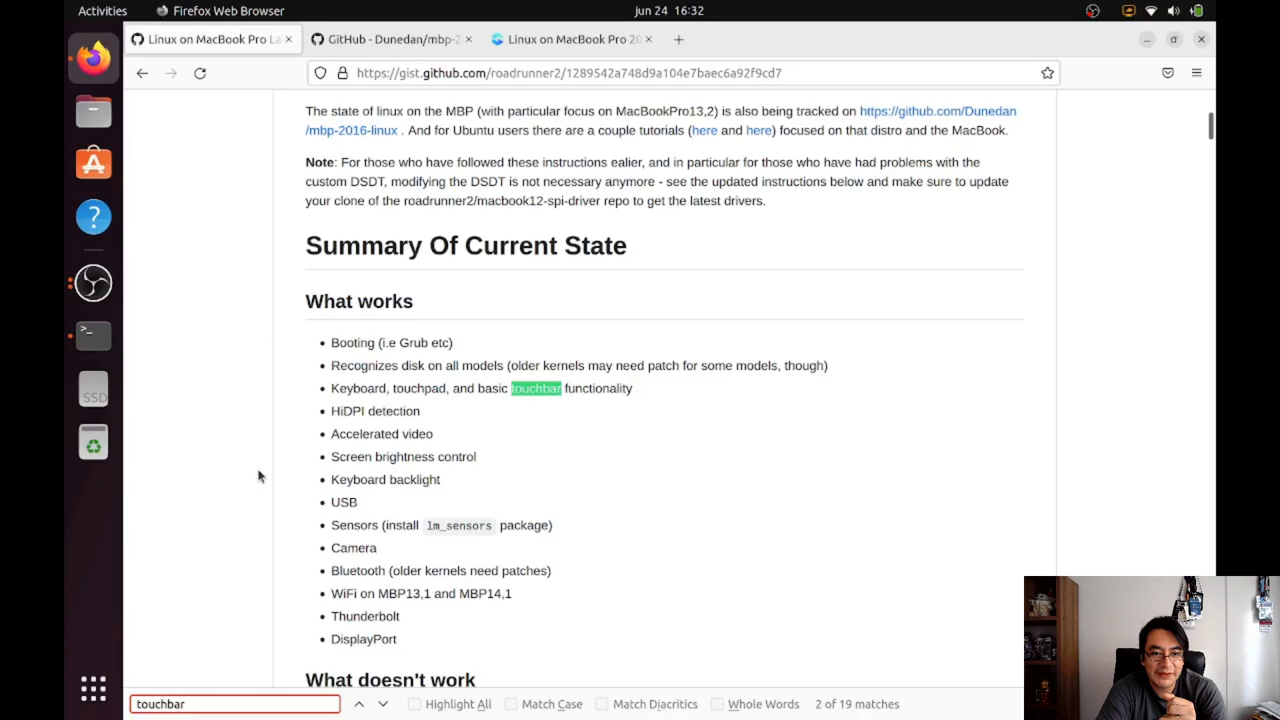 Activities
Firefox Web Browser
jun 24 16:32
Linux on MacBook Pro La
GitHub - Dunedan/mbp-2
Linux on MacBook Pro 20
https://gist.github.com/roadrunner2/1289542a748d9a104e7baec6a92f9cd7
The state of linux on the MBP (with particular focus on MacBookPro13,2) is also being tracked on https://github.com/Dunedan
/mbp-2016-linux . And for Ubuntu users there are a couple tutorials (here and here) focused on that distro and the MacBook.
Note: For those who have followed these instructions ealier, and in particular for those who have had problems with the
custom DSDT, modifying the DSDT is not necessary anymore - see the updated instructions below and make sure to update
your clone of the roadrunner2/macbook12-spi-driver repo to get the latest drivers.
Summary Of Current State
What works
• Booting (i.e Grub etc)
• Recognizes disk on all models (older kernels may need patch for some models, though)
• Keyboard, touchpad, and basic touchbar functionality
• HiDPI detection
• Accelerated video
• Screen brightness control
• Keyboard backlight
• USB
• Sensors (install lm_sensors package)
• Camera
• Bluetooth (older kernels need patches)
• WiFi on MBP13,1 and MBP14,1
• Thunderbolt
• DisplayPort
What doesn't work
SSD
touchbar
Highlight All
Match Case
Match Diacritics
Whole Words
2 of 19 matches